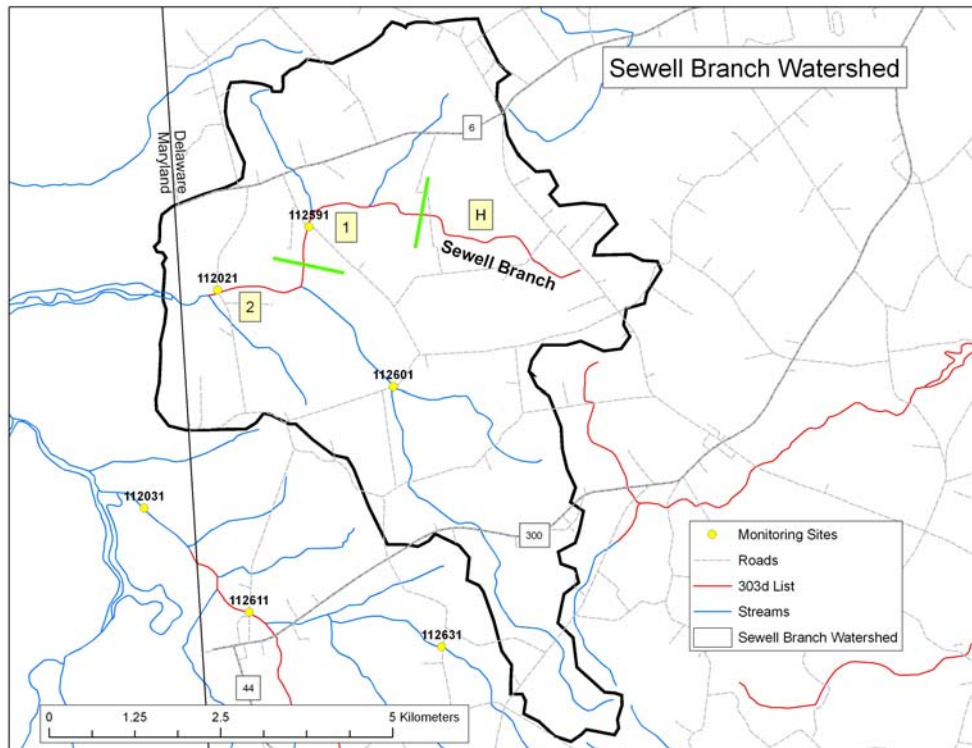 Sewell Branch Watershed
Delaware
Maryland
6
112591
1
H
Sewell Branch
112021
2
112601
112031
300
112611
112631
44
Monitoring Sites
Roads
303d List
Streams
Sewell Branch Watershed
0 1.25 2.5 5 Kilometers